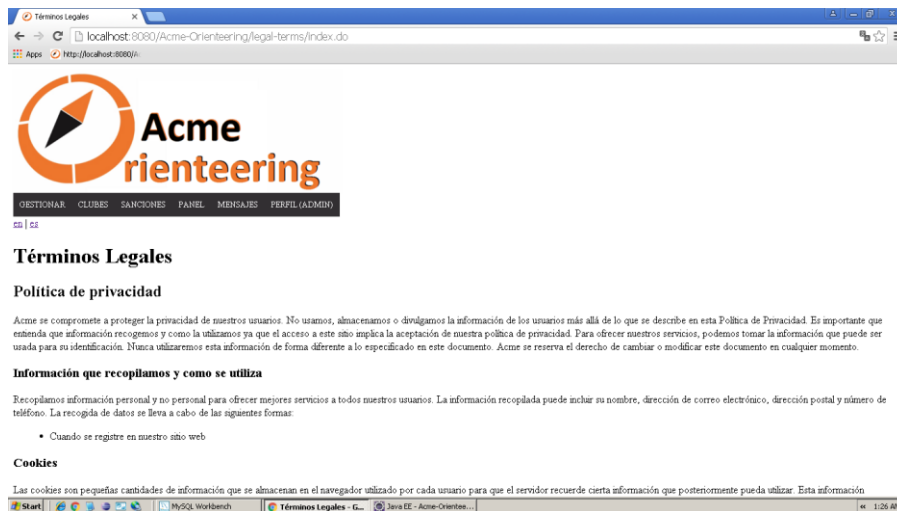 Términos Legales
localhost:8080/Acme-Orienteering/legal-terms/index.do
Apps http://localhost:8080/Ac
Acme
rienteering
GESTIONAR CLUBES SANCIONES PANEL MENSAJES PERFIL (ADMIN)
en | es
Términos Legales
Política de privacidad
Acme se compromete a proteger la privacidad de nuestros usuarios. No usamos, almacenamos o divulgamos la información de los usuarios más allá de lo que se describe en esta Política de Privacidad. Es importante que
entienda que información recogemos y como la utilizamos ya que el acceso a este sitio implica la aceptación de nuestra política de privacidad. Para ofrecer nuestros servicios, podemos tomar la información que puede ser
usada para su identificación. Nunca utilizaremos esta información de forma diferente a lo especificado en este documento. Acme se reserva el derecho de cambiar o modificar este documento en cualquier momento.
Información que recopilamos y como se utiliza
Recopilamos información personal y no personal para ofrecer mejores servicios a todos nuestros usuarios. La información recopilada puede incluir su nombre, dirección de correo electrónico, dirección postal y número de
teléfono. La recogida de datos se lleva a cabo de las siguientes formas:
Cuando se registre en nuestro sitio web
Cookies
Las cookies son pequeñas cantidades de información que se almacenan en el navegador utilizado por cada usuario para que el servidor recuerde cierta información que posteriormente pueda utilizar. Esta información
Start MySQL Workbench Términos Legales - G... Java EE - Acme-Orientee... 1:26 AM